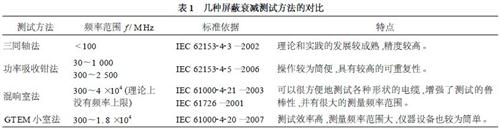 表 1 几种屏蔽衰减测试方法的对比
测试方法 频率范围 f / MHz 标准依据 特点
三同轴法 < 100 IEC 62153-4-3 －2002 理论和实践的发展较成熟,精度较高。
功率吸收钳法 30~1 000 IEC 62153-4-5 －2006 操作较为简便,具有较高的可重复性。
300~2 500
混响室法 300~4 ×10⁴ (理论上 IEC 61000-4-21 －2003 可以很方便地测试各种形状的电缆,增强了测试的鲁
没有频率上限) IEC 61726 －2001 棒性,并有很大的测量频率范围。
GTEM 小室法 300~1. 8 ×10⁴ IEC 61000-4-20 －2007 测试效率高,测量频率范围大,仪器设备也较为简单。